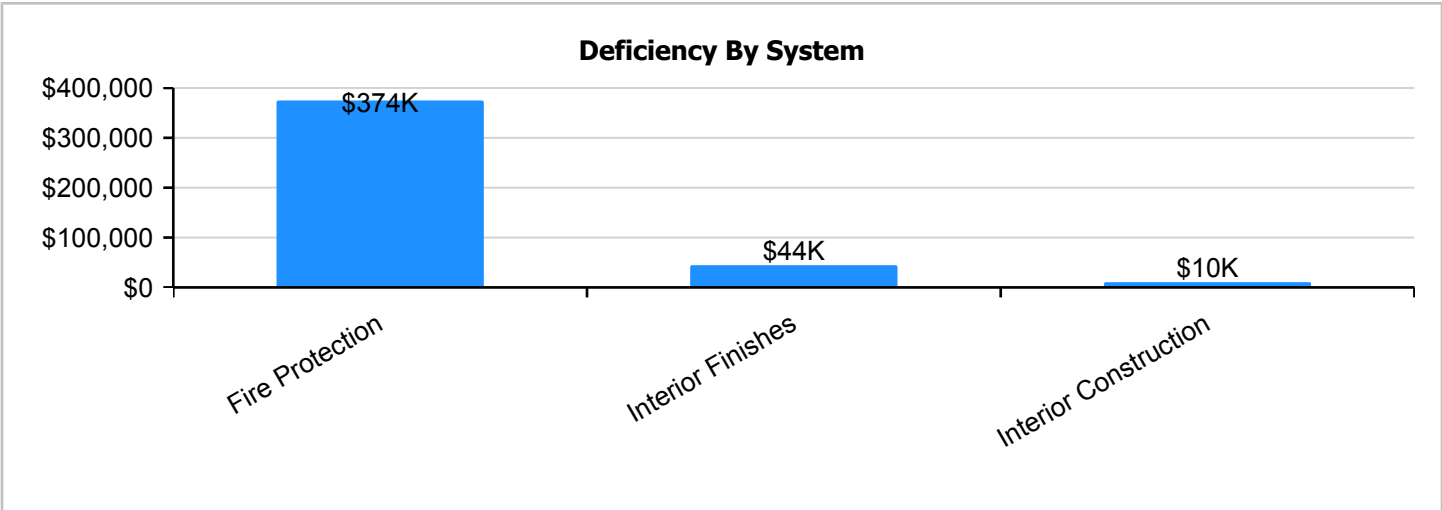 Deficiency By System
$400,000
$300,000
$200,000
$100,000
$0
$374K
$44K
$10K
Fire Protection
Interior Finishes
Interior Construction